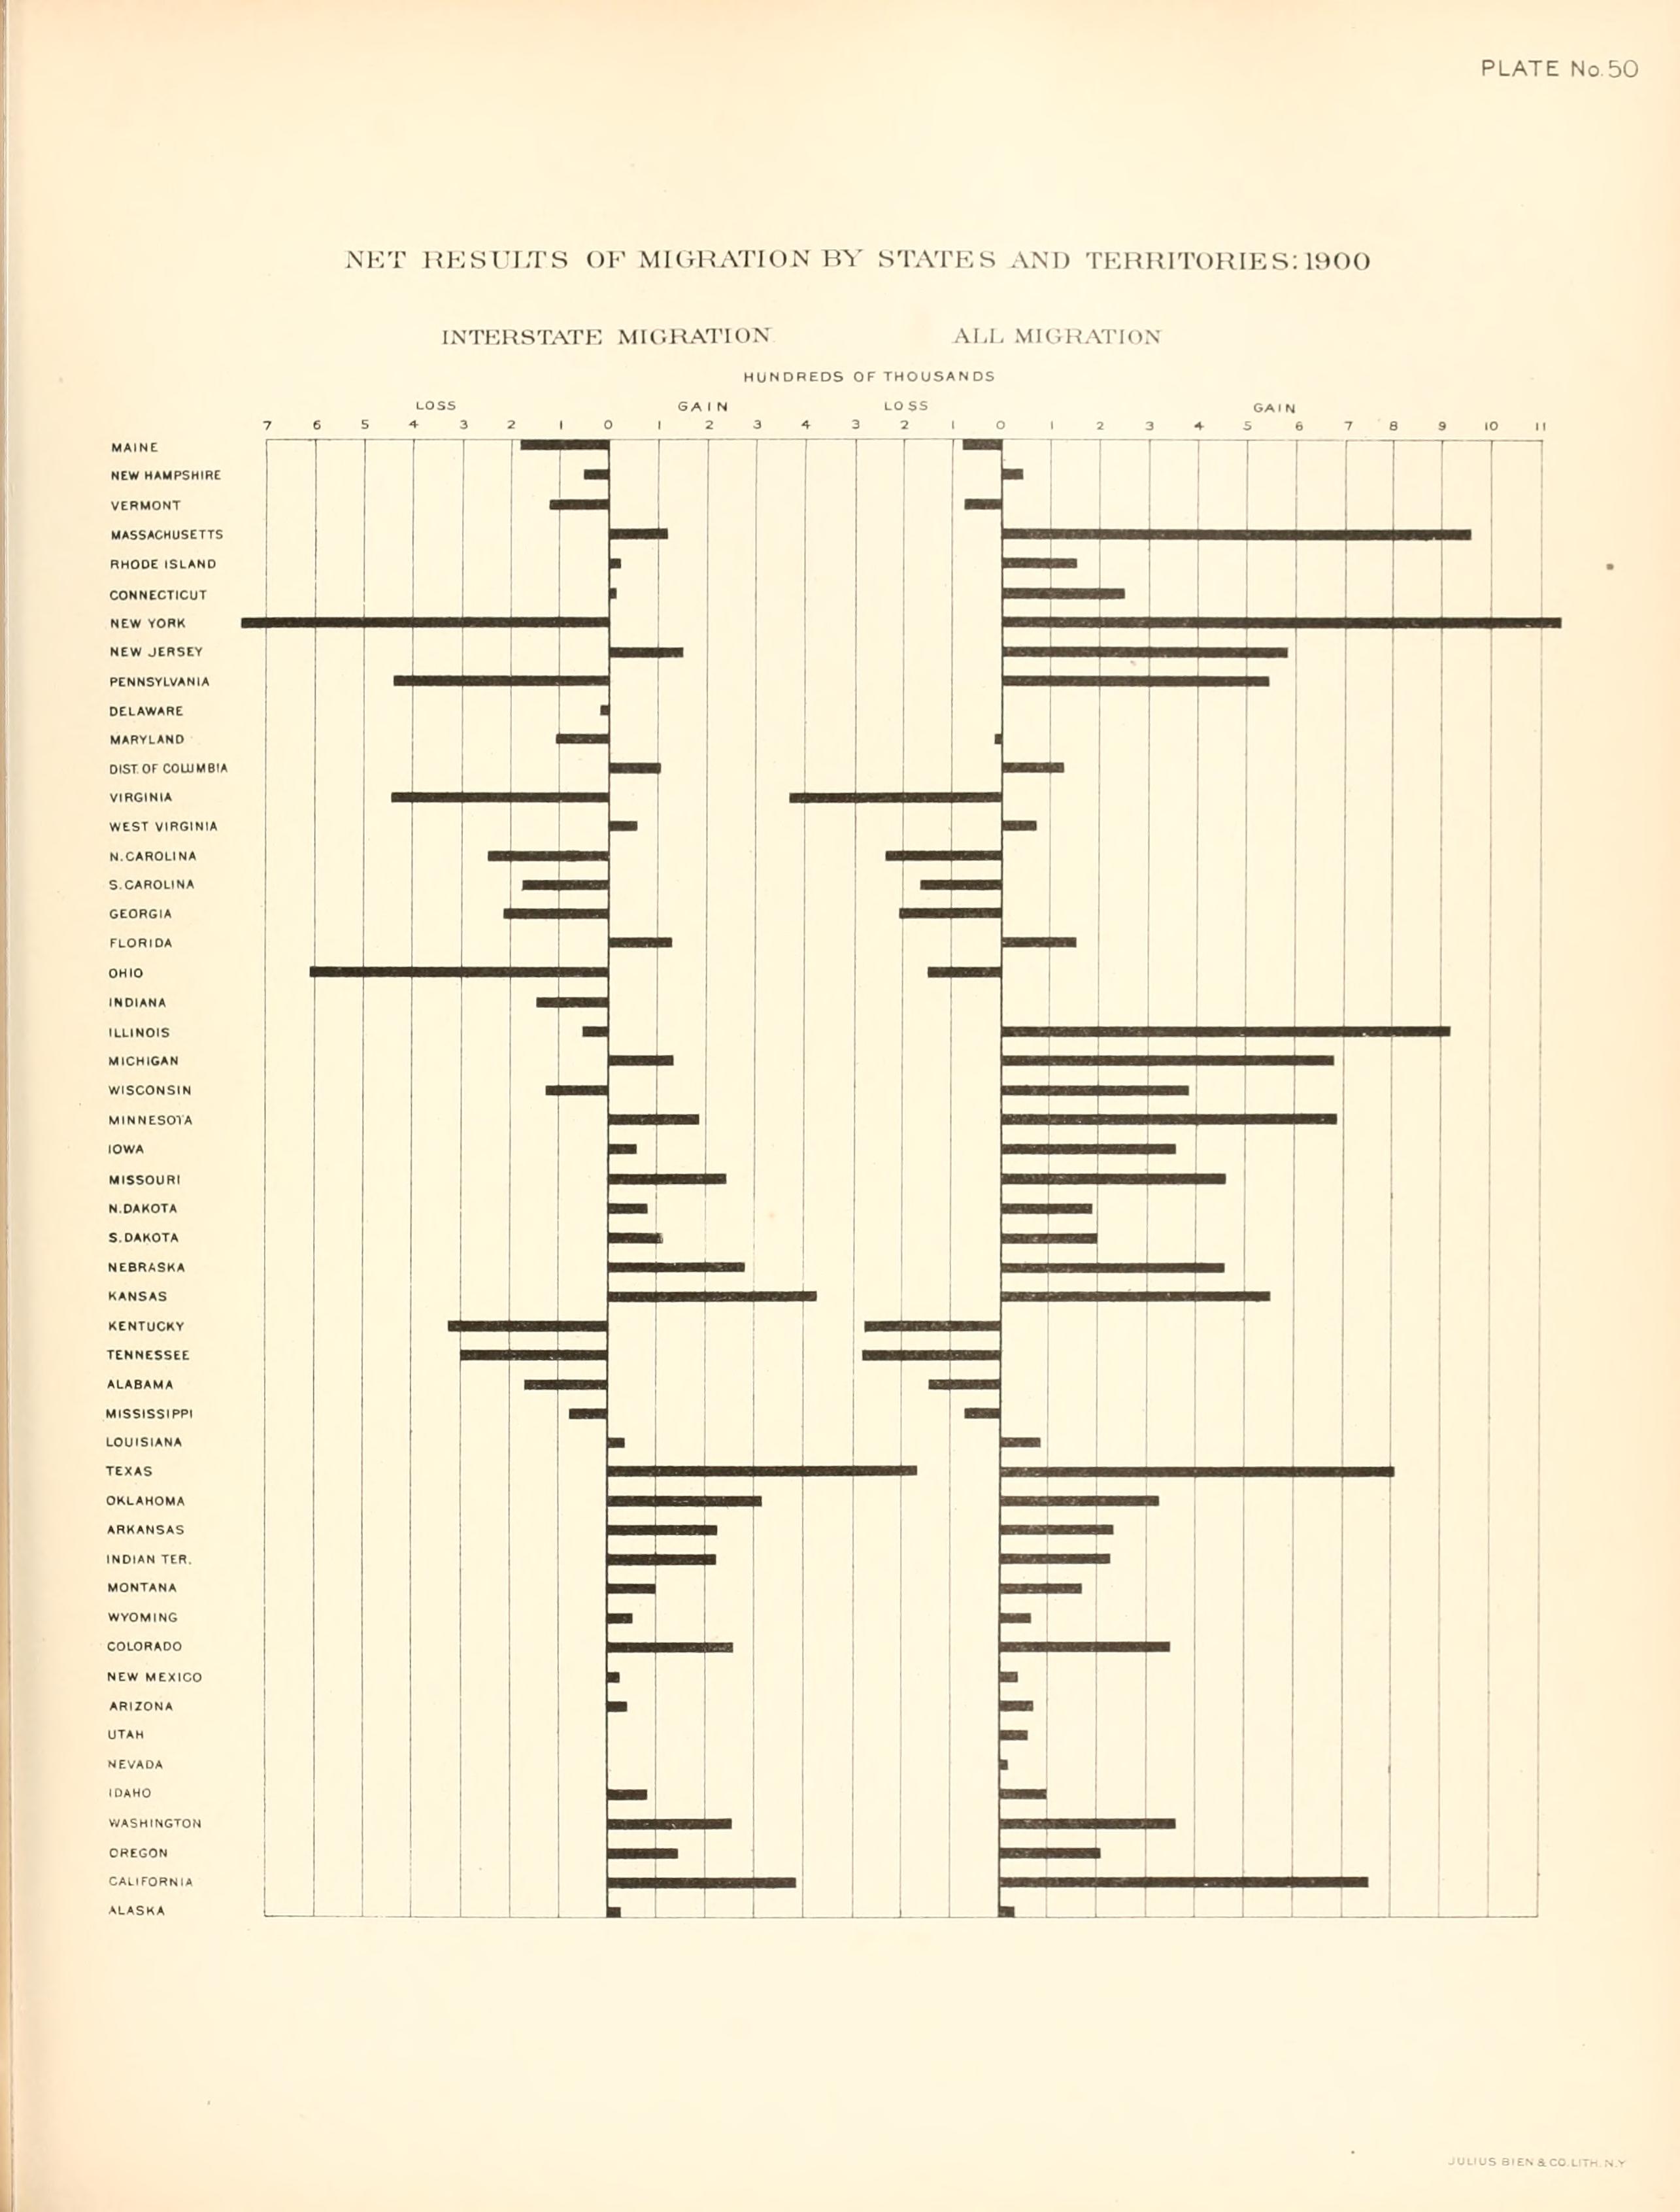 PLATE No. 50
NET RESULTS OF MIGRATION BY STATES AND TERRITORIES: 1900
INTERSTATE MIGRATION ALL MIGRATION
HUNDREDS OF THOUSANDS
LOSS GAIN LOSS GAIN
7 6 5 4 3 2 1 0 1 2 3 4 3 2 1 0 1 2 3 4 5 6 7 8 9 10 11
MAINE
NEW HAMPSHIRE
VERMONT
MASSACHUSETTS
RHODE ISLAND
CONNECTICUT
NEW YORK
NEW JERSEY
PENNSYLVANIA
DELAWARE
MARYLAND
DIST. OF COLUMBIA
VIRGINIA
WEST VIRGINIA
N. CAROLINA
S. CAROLINA
GEORGIA
FLORIDA
OHIO
INDIANA
ILLINOIS
MICHIGAN
WISCONSIN
MINNESOTA
IOWA
MISSOURI
N. DAKOTA
S. DAKOTA
NEBRASKA
KANSAS
KENTUCKY
TENNESSEE
ALABAMA
MISSISSIPPI
LOUISIANA
TEXAS
OKLAHOMA
ARKANSAS
INDIAN TER.
MONTANA
WYOMING
COLORADO
NEW MEXICO
ARIZONA
UTAH
NEVADA
IDAHO
WASHINGTON
OREGON
CALIFORNIA
ALASKA
JULIUS BIEN & CO. LITH. N.Y